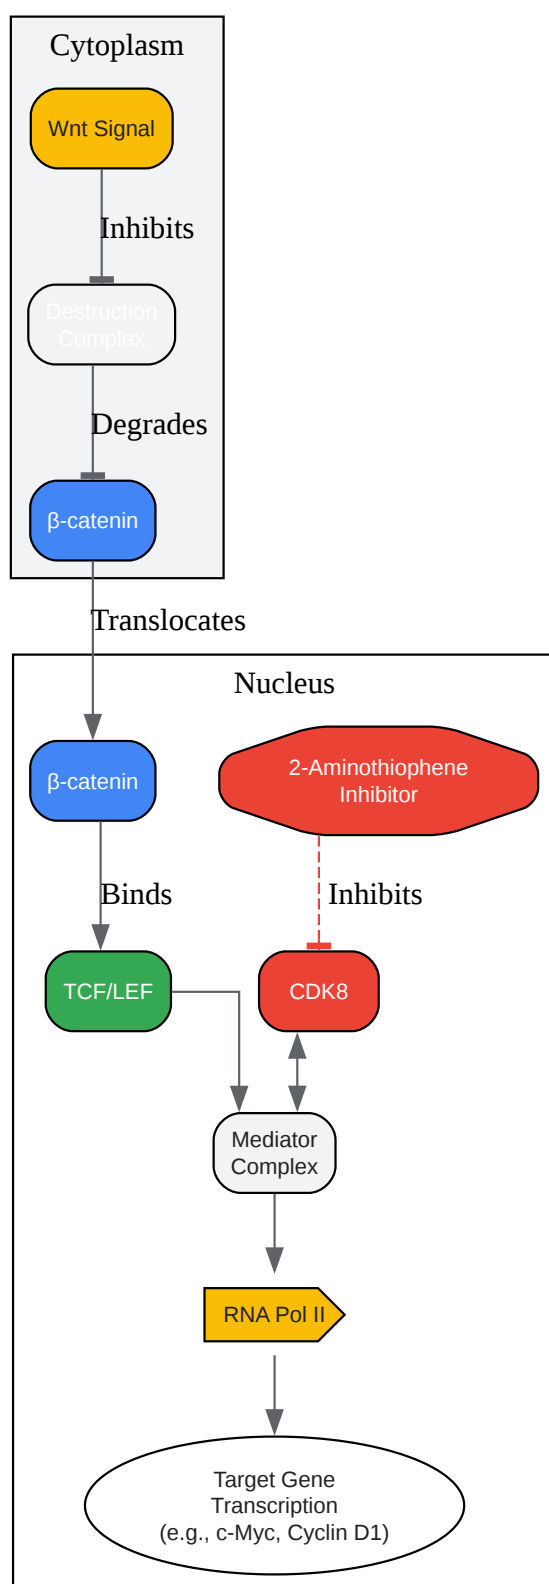 Cytoplasm
Wnt Signal
Inhibits
Destruction
Complex
Degrades
β-catenin
Translocates
Nucleus
β-catenin
2-Aminothiophene
Inhibitor
Binds
Inhibits
TCF/LEF
CDK8
Mediator
Complex
RNA Pol II
Target Gene
Transcription
(e.g., c-Myc, Cyclin D1)